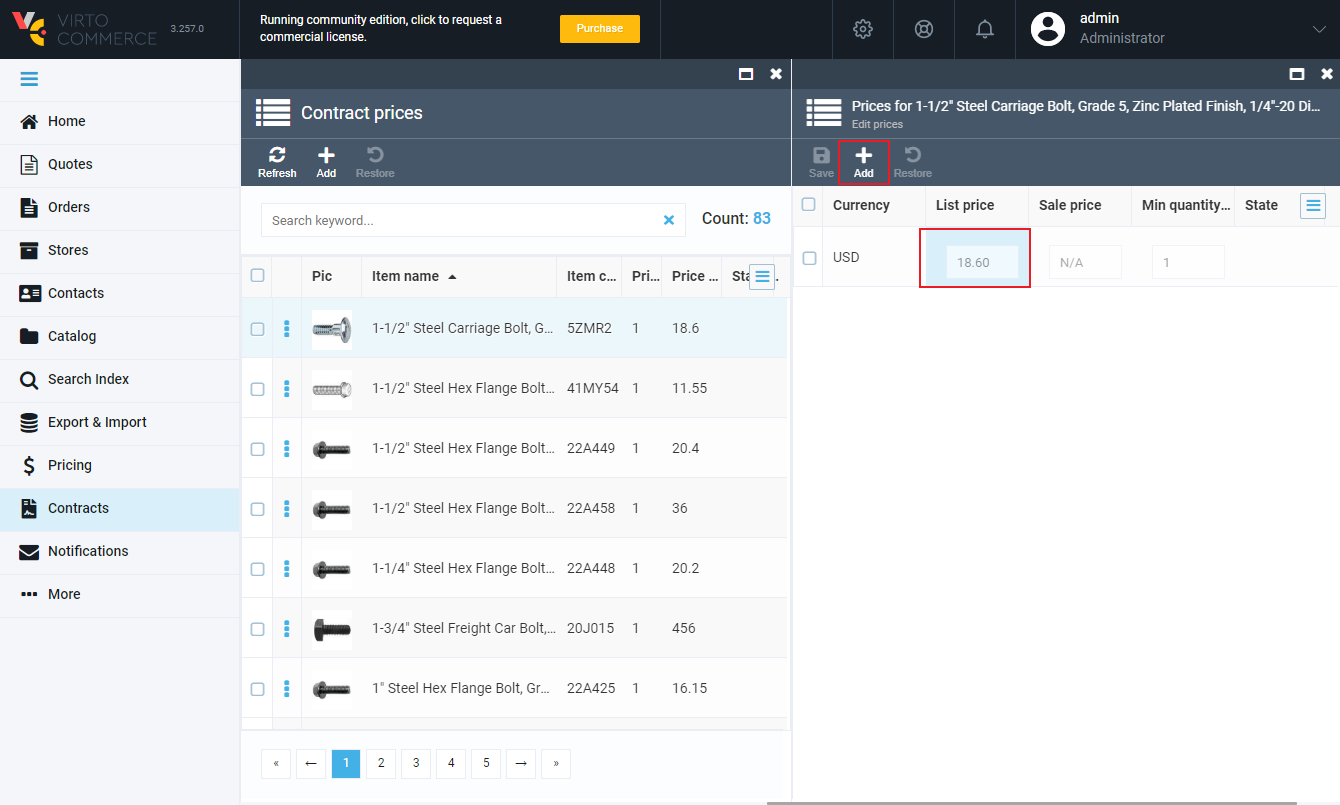 VIRTO
COMMERCE
3.257.0
Running community edition, click to request a
commercial license.
Purchase
admin
Administrator
Home
Quotes
Orders
Stores
Contacts
Catalog
Search Index
Export & Import
Pricing
Contracts
Notifications
More
Contract prices
Refresh
Add
Restore
Search keyword...
Count: 83
Pic Item name Item c... Pri... Price ... Sta .
1-1/2" Steel Carriage Bolt, G... 5ZMR2 1 18.6
1-1/2" Steel Hex Flange Bolt... 41MY54 1 11.55
1-1/2" Steel Hex Flange Bolt... 22A449 1 20.4
1-1/2" Steel Hex Flange Bolt... 22A458 1 36
1-1/4" Steel Hex Flange Bolt... 22A448 1 20.2
1-3/4" Steel Freight Car Bolt,... 20J015 1 456
1" Steel Hex Flange Bolt, Gr... 22A425 1 16.15
« ← 1 2 3 4 5 → »
Prices for 1-1/2" Steel Carriage Bolt, Grade 5, Zinc Plated Finish, 1/4"-20 Di...
Edit prices
Save
Add
Restore
Currency List price Sale price Min quantity... State
USD 18.60 N/A 1